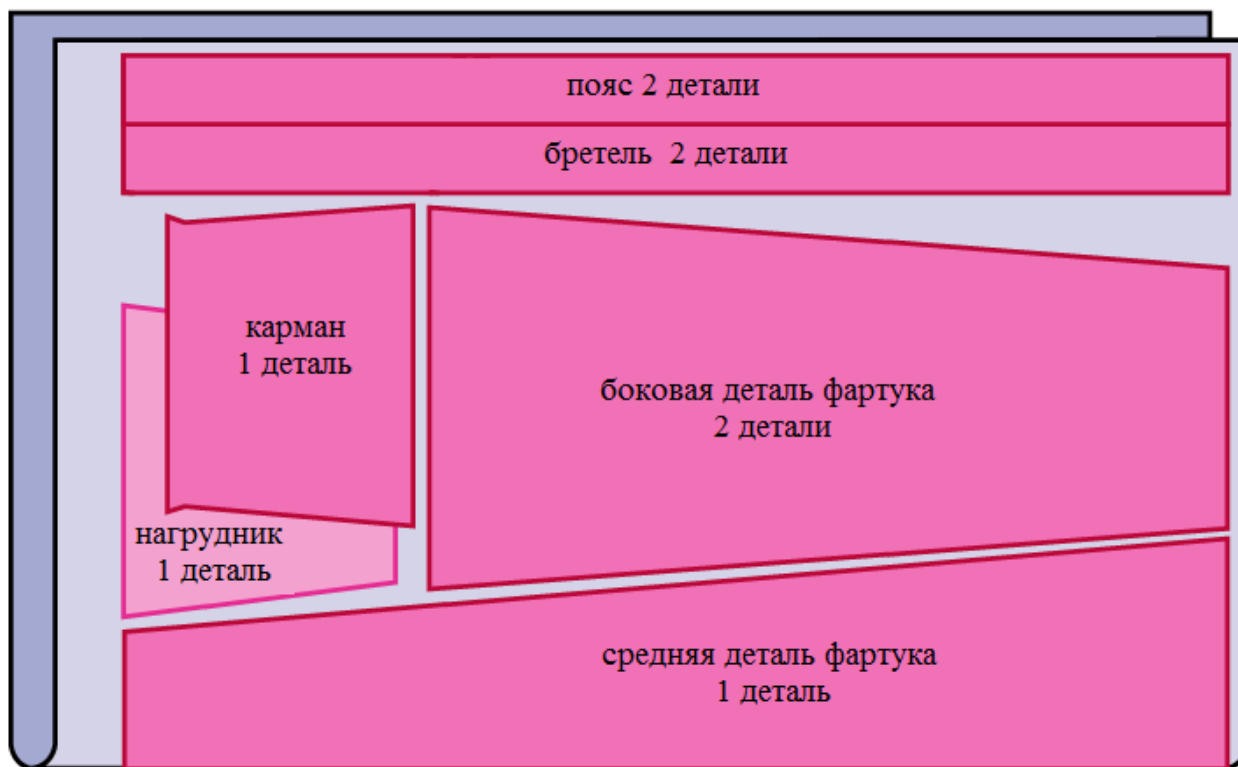 пояс 2 детали
бретель 2 детали
карман
1 деталь
боковая деталь фартука
2 детали
нагрудник
1 деталь
средняя деталь фартука
1 деталь